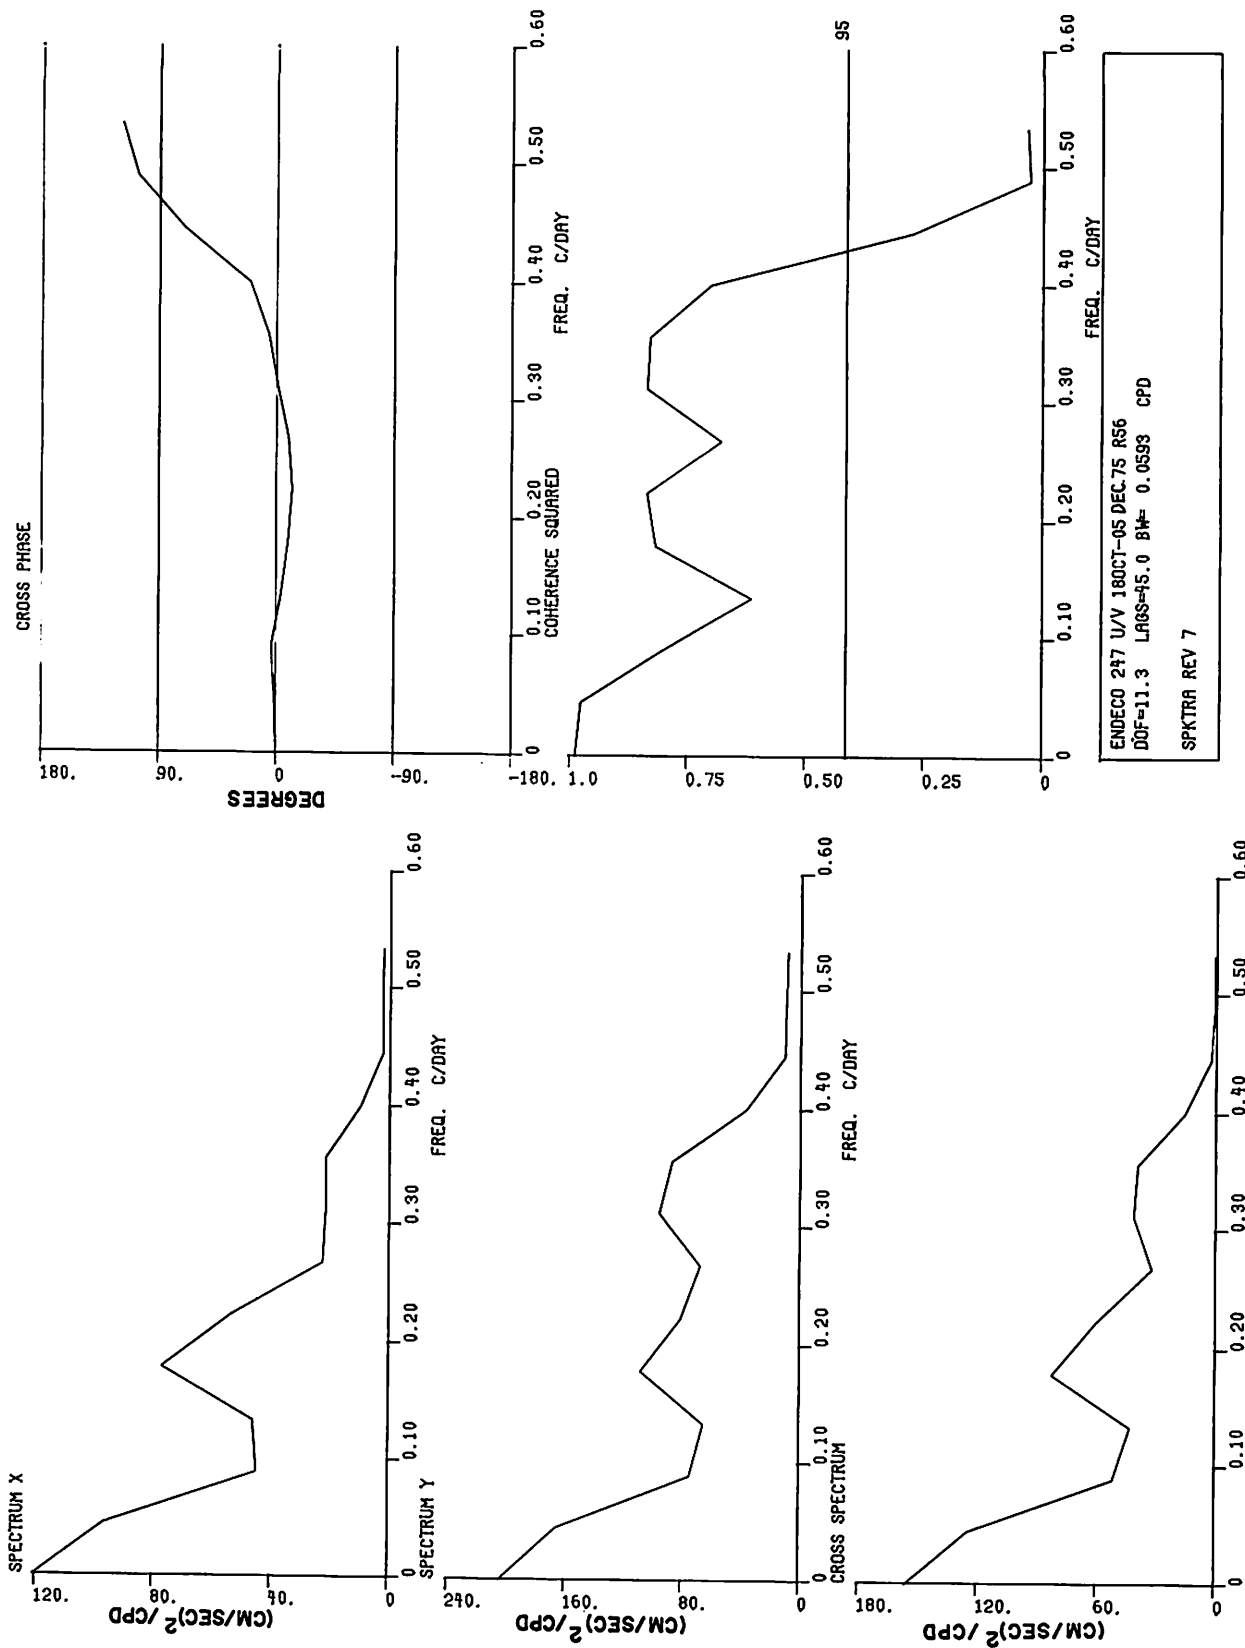 SPECTRUM X
120.
80.
40.
0
(CM/SEC)²/CPD
0 0.10 0.20 0.30 0.40 0.50 0.60
FREQ. C/DAY
SPECTRUM Y
240.
160.
80.
0
(CM/SEC)²/CPD
0 0.10 0.20 0.30 0.40 0.50 0.60
FREQ. C/DAY
CROSS SPECTRUM
180.
120.
60.
0
(CM/SEC)²/CPD
0 0.10 0.20 0.30 0.40 0.50 0.60
CROSS PHASE
180.
90.
0
-90.
-180.
DEGREES
0 0.10 0.20 0.30 0.40 0.50 0.60
FREQ. C/DAY
COHERENCE SQUARED
1.0
0.75
0.50
0.25
0
95
0 0.10 0.20 0.30 0.40 0.50 0.60
FREQ. C/DAY
ENDECO 247 U/V 18OCT-05 DEC.75 R56
DOF=11.3 LAGS=45.0 BW= 0.0593 CPD
SPKTRA REV 7